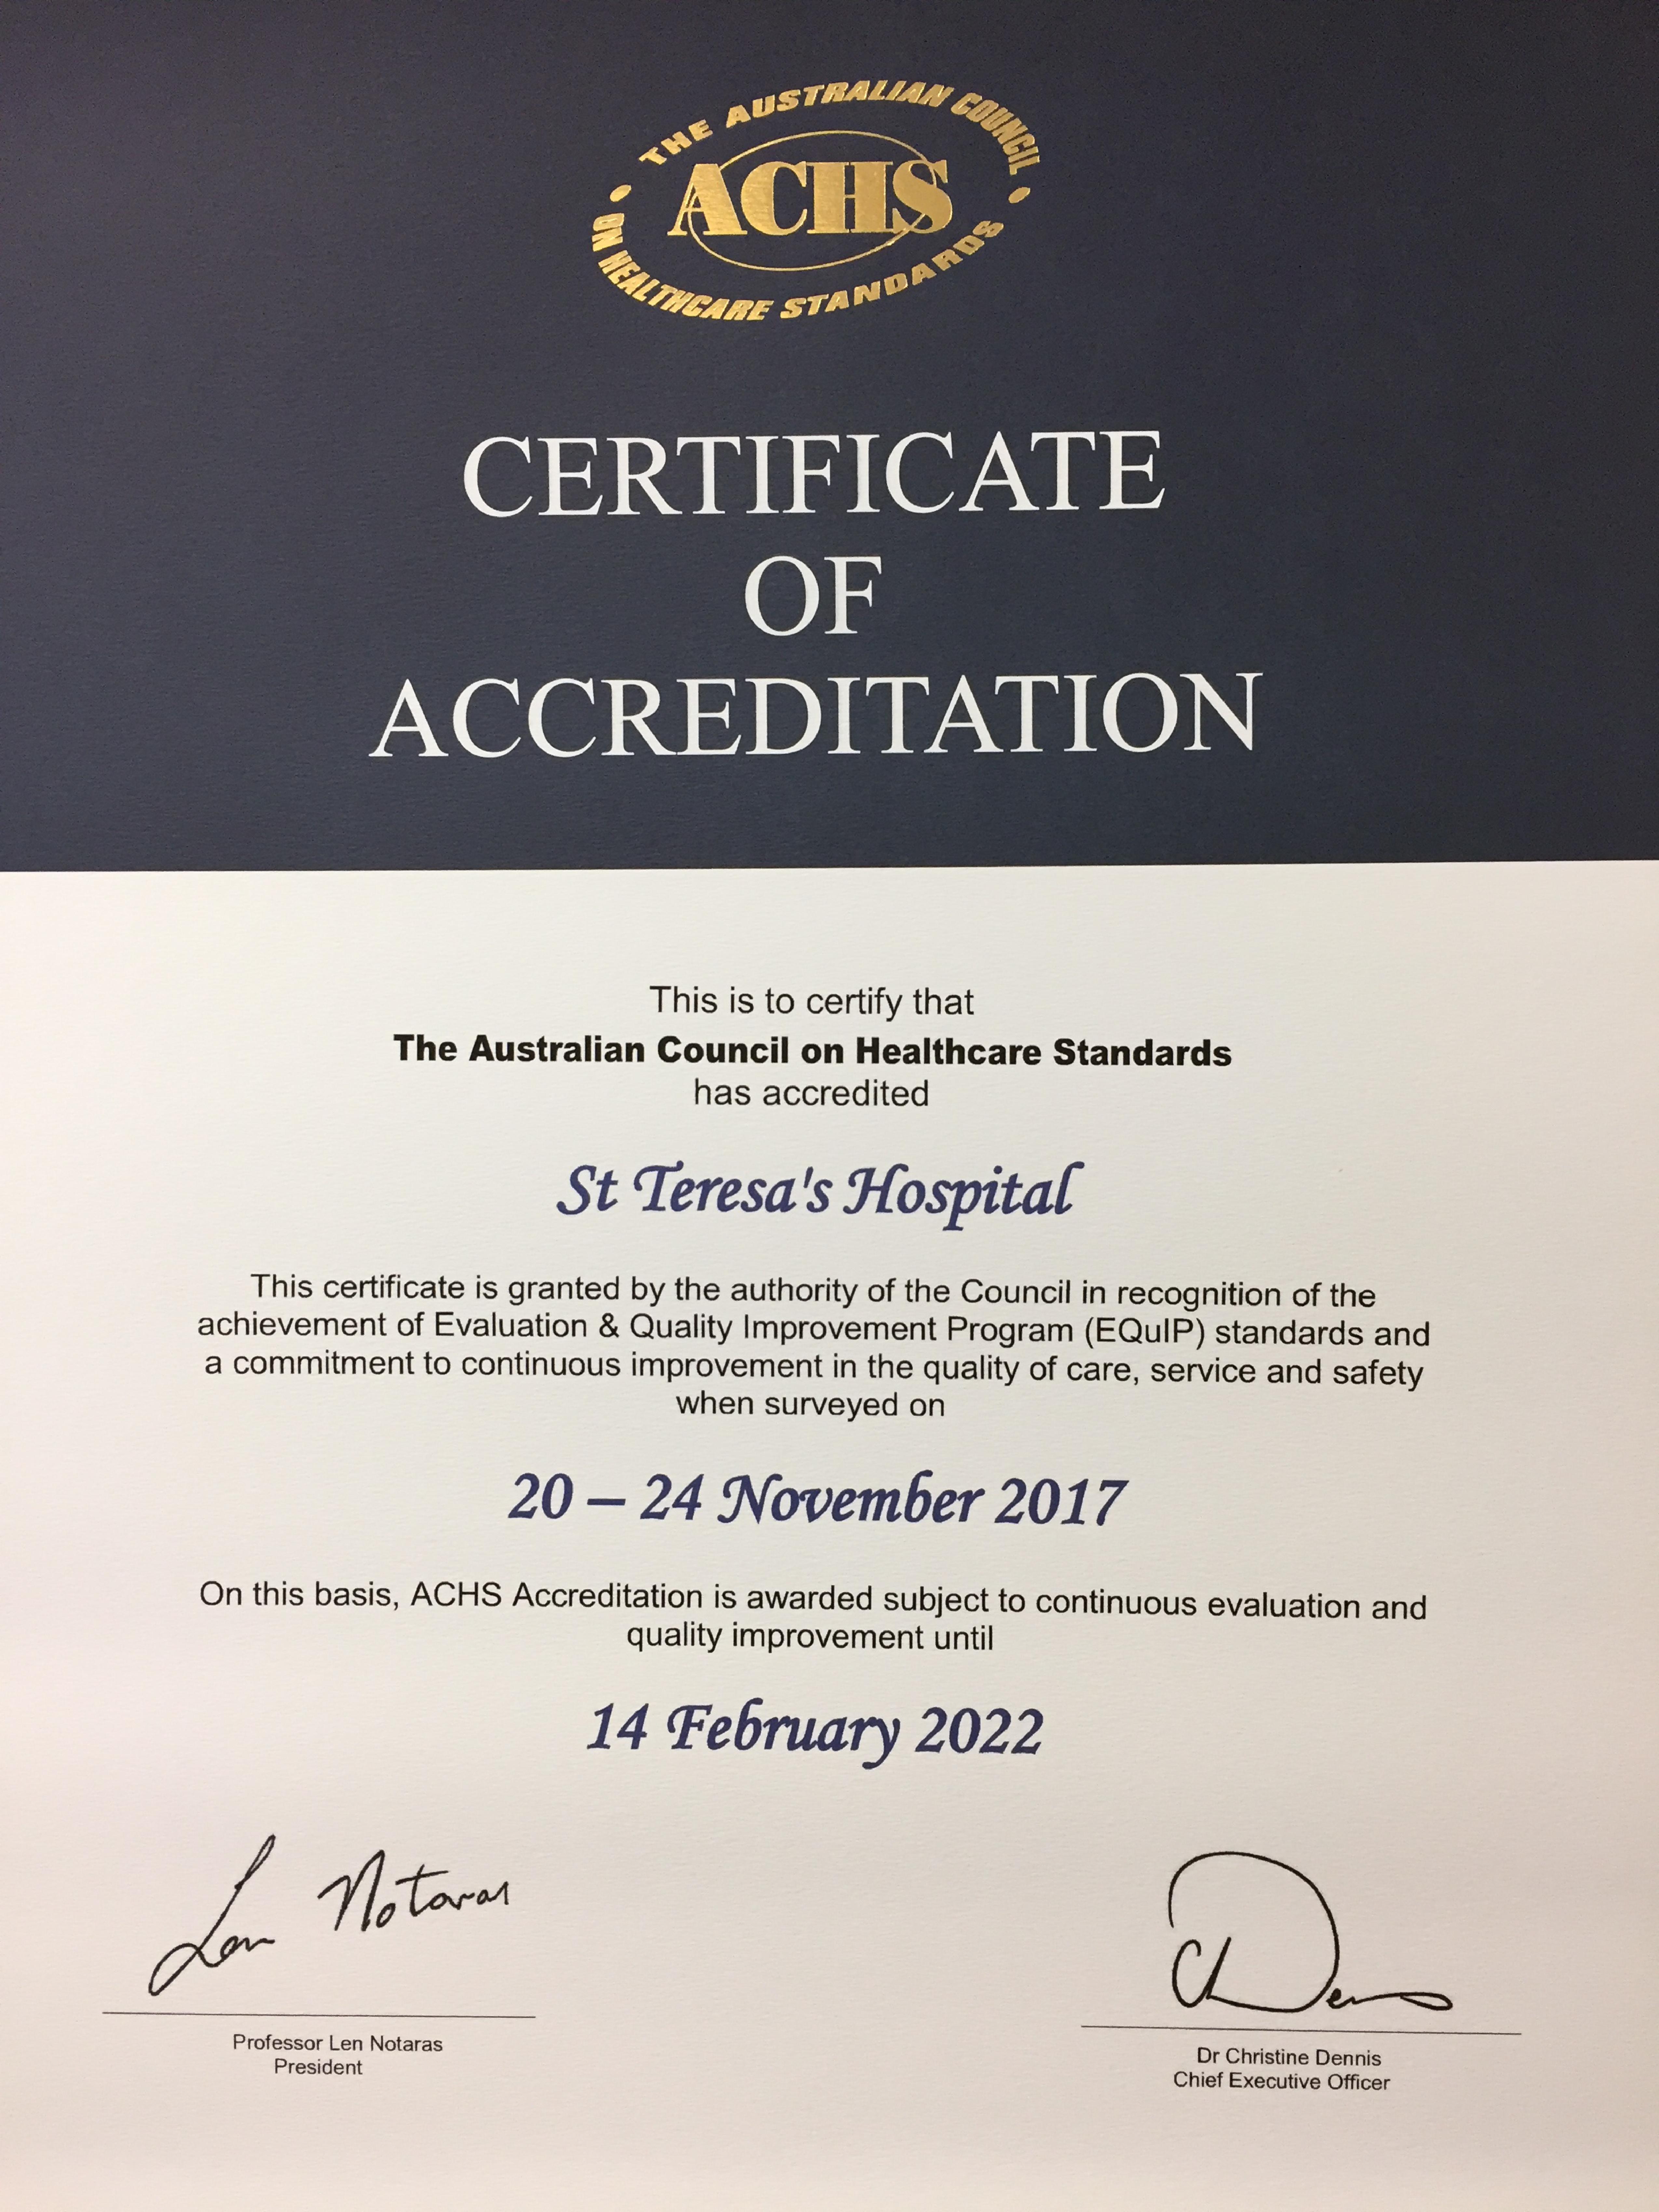 THE AUSTRALIAN COUNCIL
ACHS
ON HEALTHCARE STANDARDS
CERTIFICATE
OF
ACCREDITATION
This is to certify that
The Australian Council on Healthcare Standards
has accredited
St Teresa's Hospital
This certificate is granted by the authority of the Council in recognition of the
achievement of Evaluation & Quality Improvement Program (EQuIP) standards and
a commitment to continuous improvement in the quality of care, service and safety
when surveyed on
20 – 24 November 2017
On this basis, ACHS Accreditation is awarded subject to continuous evaluation and
quality improvement until
14 February 2022
Len Notaras
CDennis
Professor Len Notaras
President
Dr Christine Dennis
Chief Executive Officer